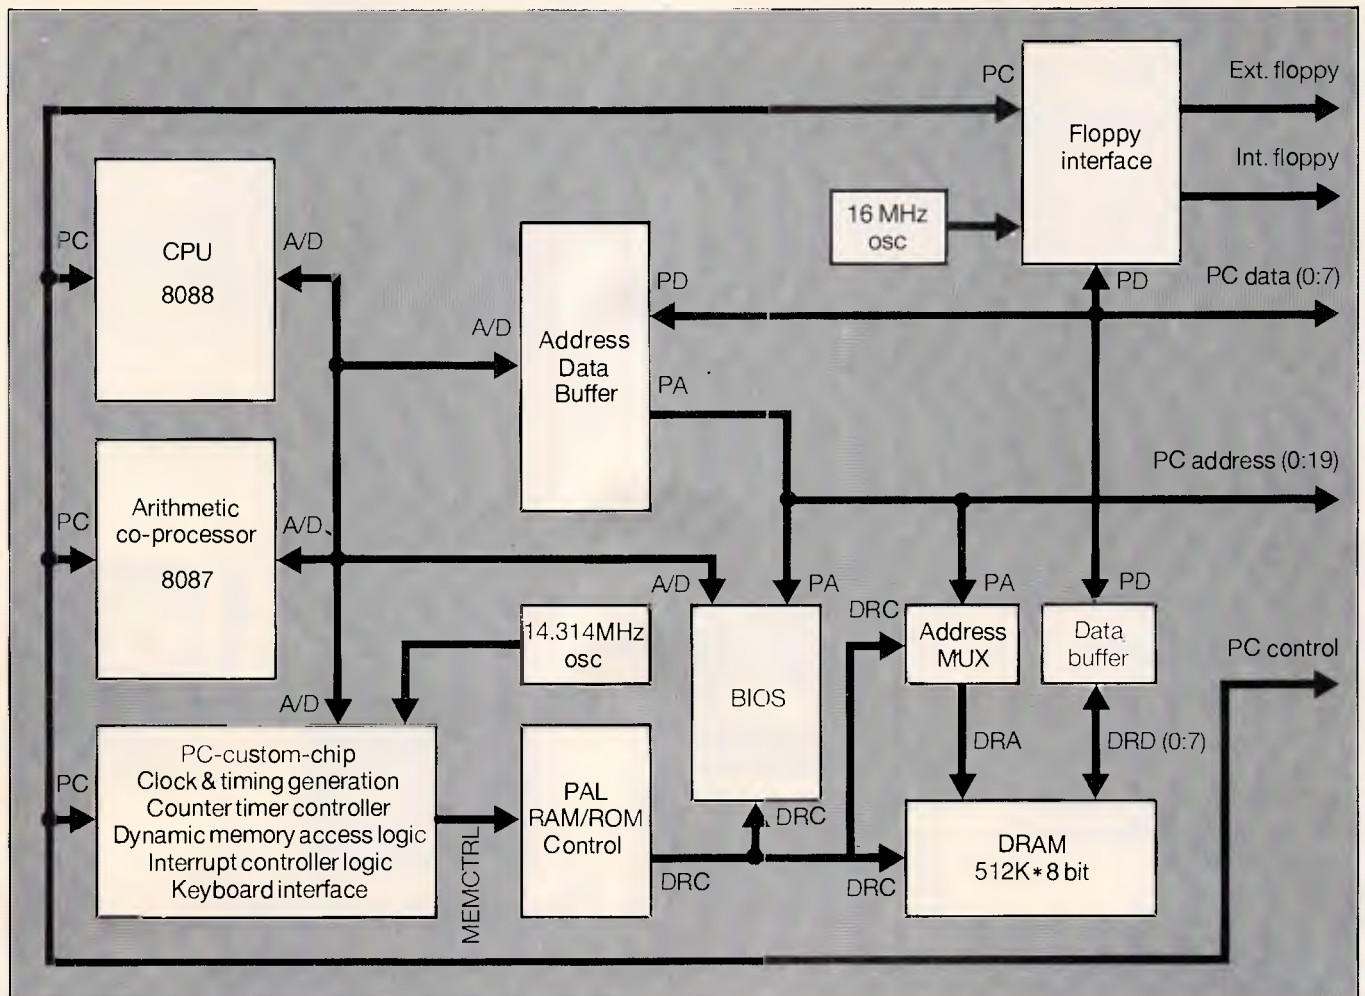 PC
Ext. floppy
Floppy
interface
Int. floppy
16 MHz
osc
PC
CPU
8088
A/D
PD
PC data (0:7)
PD
A/D
Address
Data
Buffer
PA
PC address (0:19)
PC
Arithmetic
co-processor
8087
A/D
A/D
PA
DRC
PA
PD
14.314MHz
osc
Address
MUX
Data
buffer
PC control
A/D
BIOS
DRA
DRD (0:7)
PC
PC-custom-chip
Clock & timing generation
Counter timer controller
Dynamic memory access logic
Interrupt controller logic
Keyboard interface
MEMCTRL
PAL
RAM/ROM
Control
DRC
DRC
DRC
DRAM
512K*8 bit